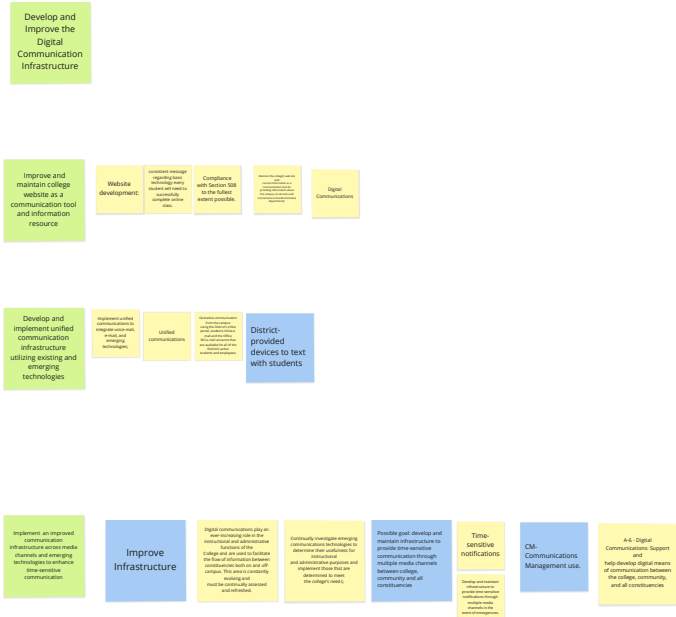 Develop and
Improve the
Digital
Communication
Infrastructure
Improve and
maintain college
website as a
communication tool
and information
resource
Website
development:
consistent message
regarding basic
technology every
student will need to
successfully
complete online
class.
Compliance
with Section 508
to the fullest
extent possible.
Digital
Communications
Develop and
implement unified
communication
infrastructure
utilizing existing and
emerging
technologies
Implement unified
communications to
integrate voice-mail,
e-mail, and
emerging
technologies;
Unified
communications
District-
provided
devices to text
with students
Implement an improved
communication
infrastructure across media
channels and emerging
technologies to enhance
time-sensitive
communication
Improve
Infrastructure
Digital communications play an
ever-increasing role in the
instructional and administrative
functions of the
College and are used to facilitate
the flow of information between
constituencies both on and off-
campus. This area is constantly
evolving and
must be continually assessed
and refreshed.
Continually investigate emerging
communications technologies to
determine their usefulness for
instructional
and administrative purposes and
implement those that are
determined to meet
the college's needs;
Possible goal: develop and
maintain infrastructure to
provide time-sensitive
communication through
multiple media channels
between college,
community and all
constituencies
Time-
sensitive
notifications
Develop and maintain
infrastructure to
provide time-sensitive
notifications through
multiple media
channels in the
event of emergencies.
CM-
Communications
Management use.
A-6 - Digital
Communications: Support
and
help develop digital means
of communication between
the college, community,
and all constituencies